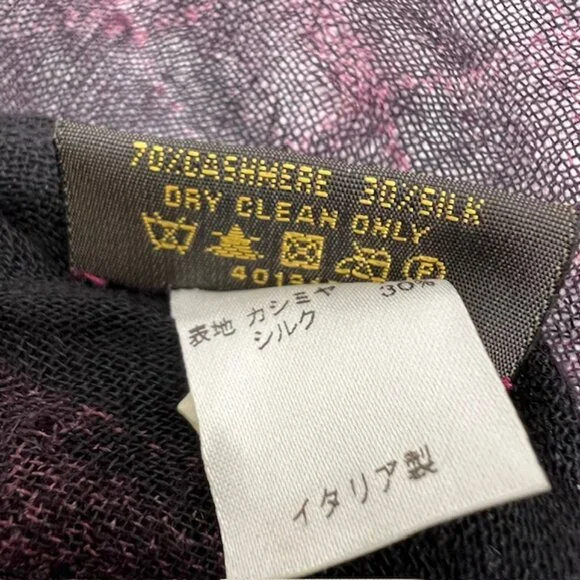 70%CASHMERE 30%SILK
DRY CLEAN ONLY
P
表地 カシミヤ 30%
シルク
イタリア製